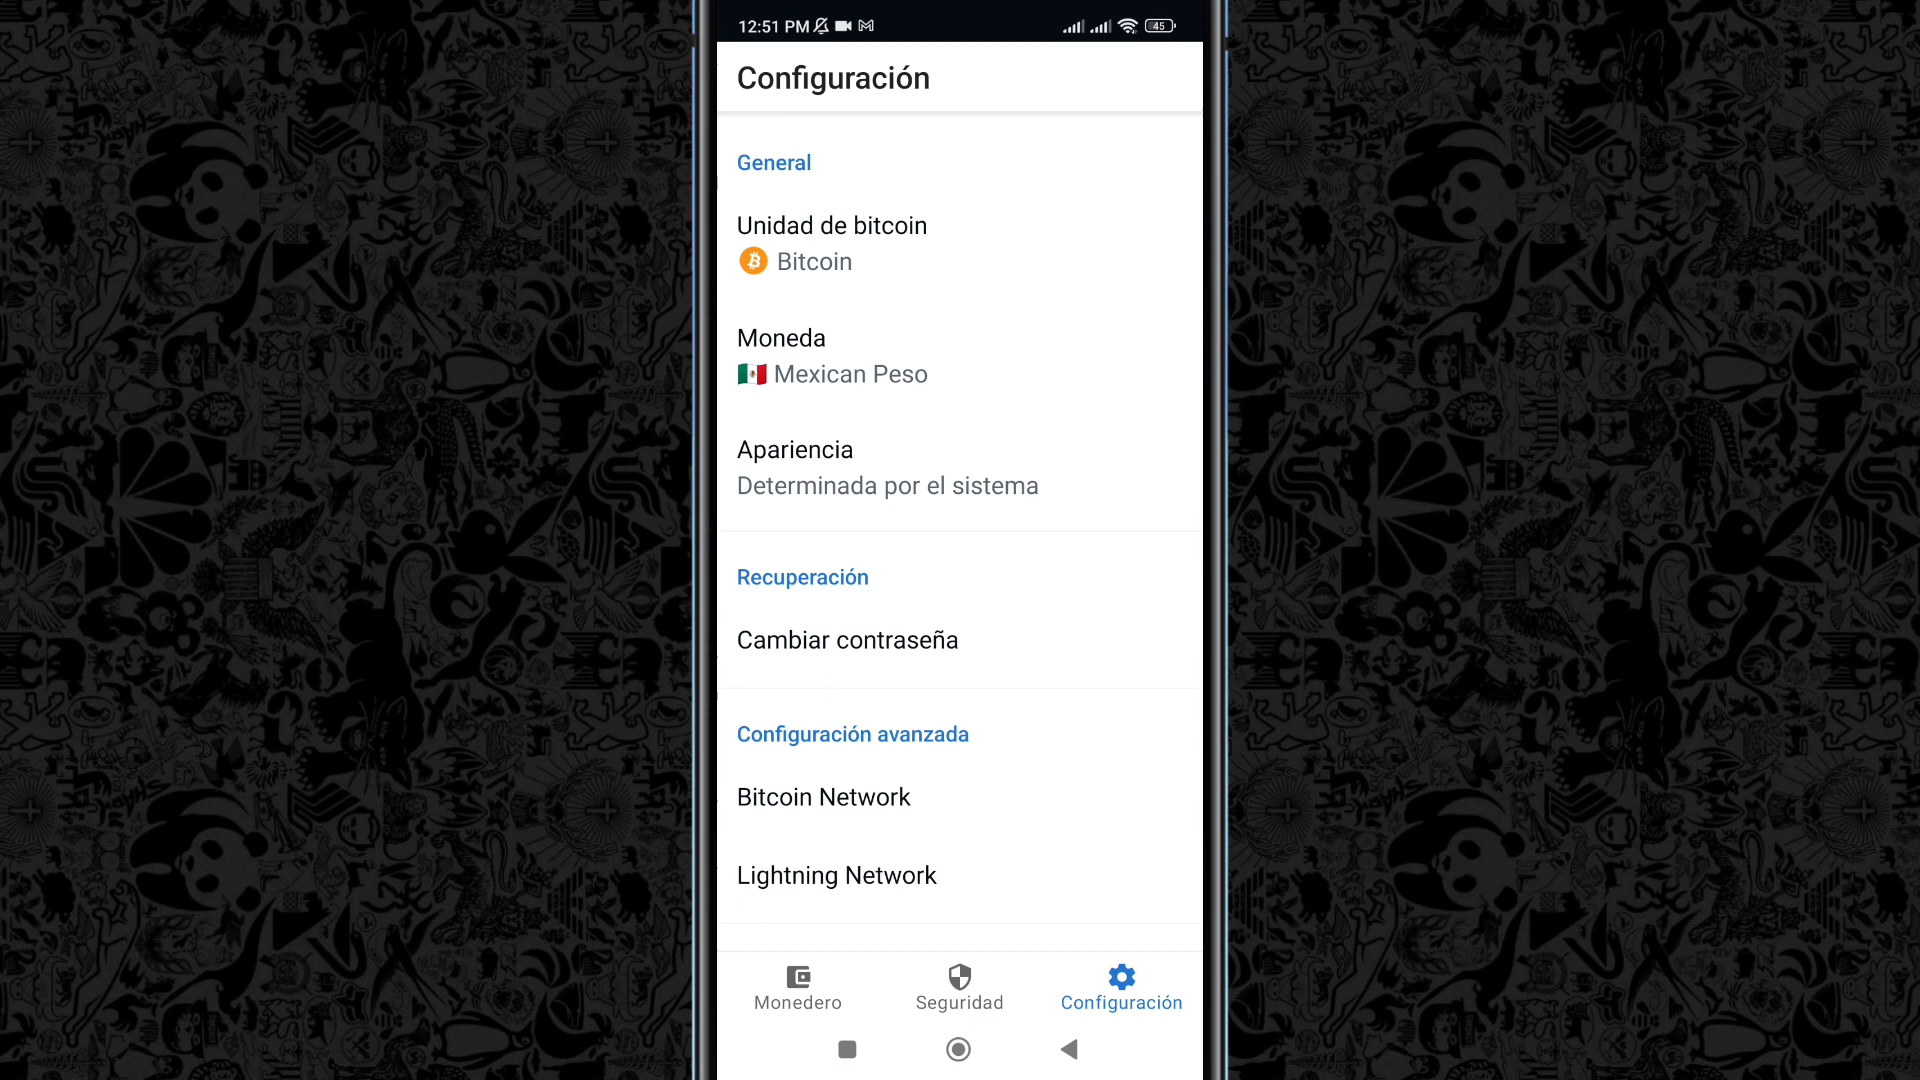 12:51 PM
45
Configuración
General
Unidad de bitcoin
Bitcoin
Moneda
Mexican Peso
Apariencia
Determinada por el sistema
Recuperación
Cambiar contraseña
Configuración avanzada
Bitcoin Network
Lightning Network
Monedero
Seguridad
Configuración